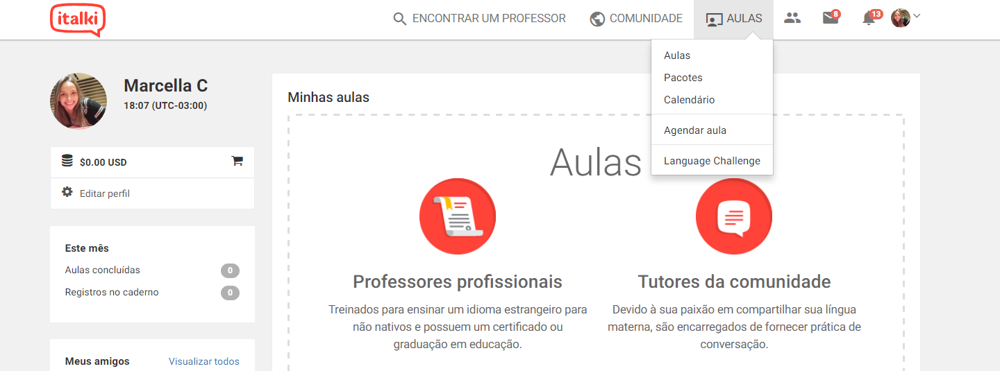 italki
ENCONTRAR UM PROFESSOR
COMUNIDADE
AULAS
8
13
Aulas
Pacotes
Calendário
Agendar aula
Language Challenge
Marcella C
18:07 (UTC-03:00)
$0.00 USD
Editar perfil
Este mês
Aulas concluídas 0
Registros no caderno 0
Meus amigos Visualizar todos
Minhas aulas
Aulas
Professores profissionais
Treinados para ensinar um idioma estrangeiro para
não nativos e possuem um certificado ou
graduação em educação.
Tutores da comunidade
Devido à sua paixão em compartilhar sua língua
materna, são encarregados de fornecer prática de
conversação.